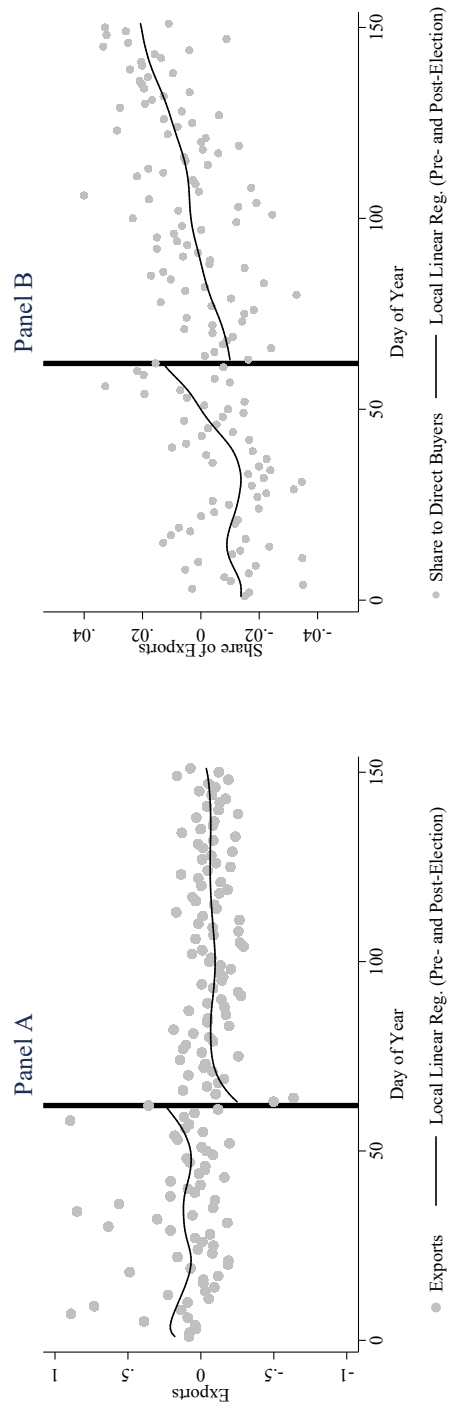 Panel A
Exports
1
.5
0
-.5
-1
0
50
100
150
Day of Year
Exports
Local Linear Reg. (Pre- and Post-Election)
Panel B
Share of Exports
.04
.02
0
-.02
-.04
0
50
100
150
Day of Year
Share to Direct Buyers
Local Linear Reg. (Pre- and Post-Election)